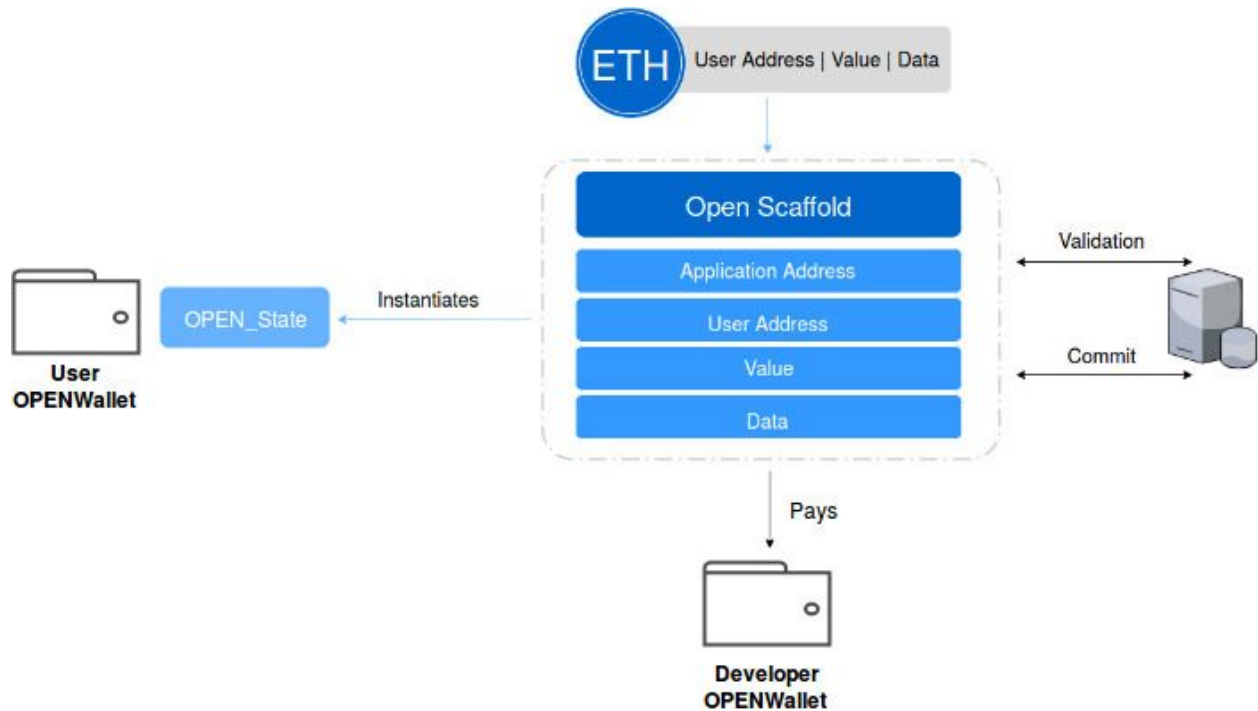 ETH
User Address | Value | Data
Open Scaffold
Application Address
User Address
Value
Data
Validation
Commit
Instantiates
OPEN_State
User
OPENWallet
Pays
Developer
OPENWallet